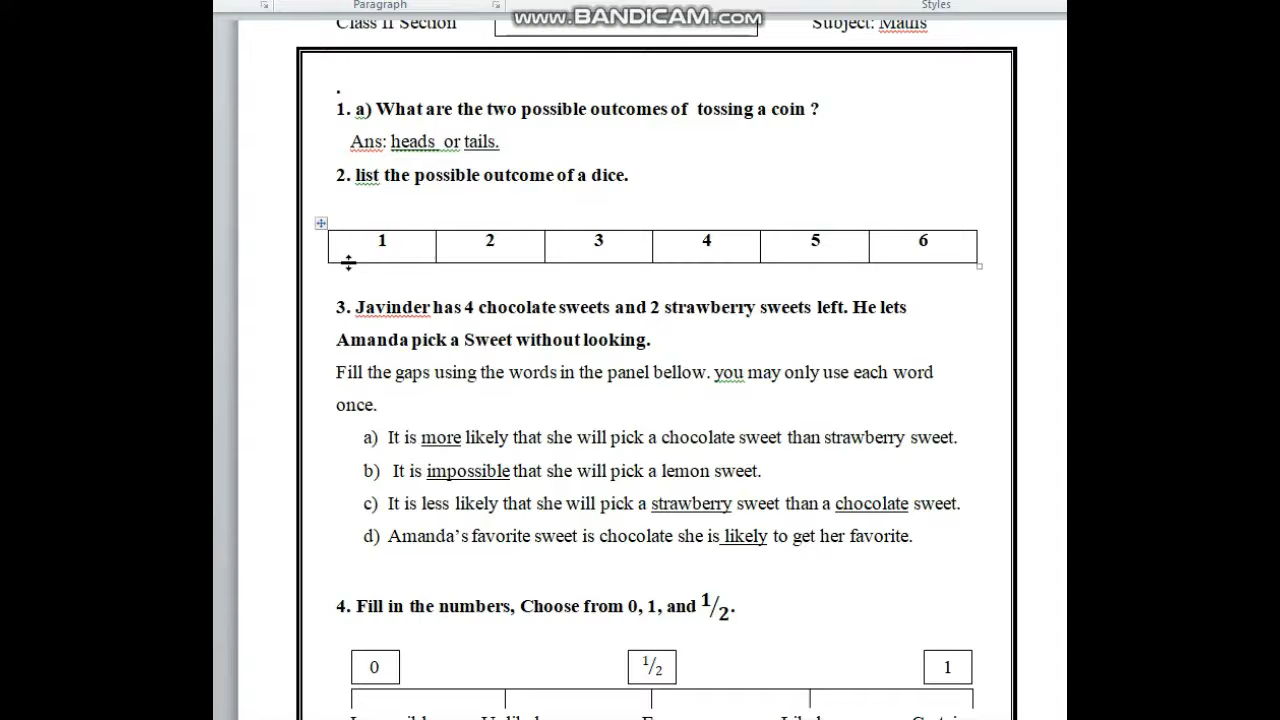 Paragraph Styles
www.BANDICAM.com
Class II Section Subject: Maths
.
1. a) What are the two possible outcomes of tossing a coin ?
Ans: heads or tails.
2. list the possible outcome of a dice.
1 2 3 4 5 6
3. Javinder has 4 chocolate sweets and 2 strawberry sweets left. He lets
Amanda pick a Sweet without looking.
Fill the gaps using the words in the panel bellow. you may only use each word
once.
a) It is more likely that she will pick a chocolate sweet than strawberry sweet.
b) It is impossible that she will pick a lemon sweet.
c) It is less likely that she will pick a strawberry sweet than a chocolate sweet.
d) Amanda's favorite sweet is chocolate she is likely to get her favorite.
4. Fill in the numbers, Choose from 0, 1, and 1/2.
0 1/2 1